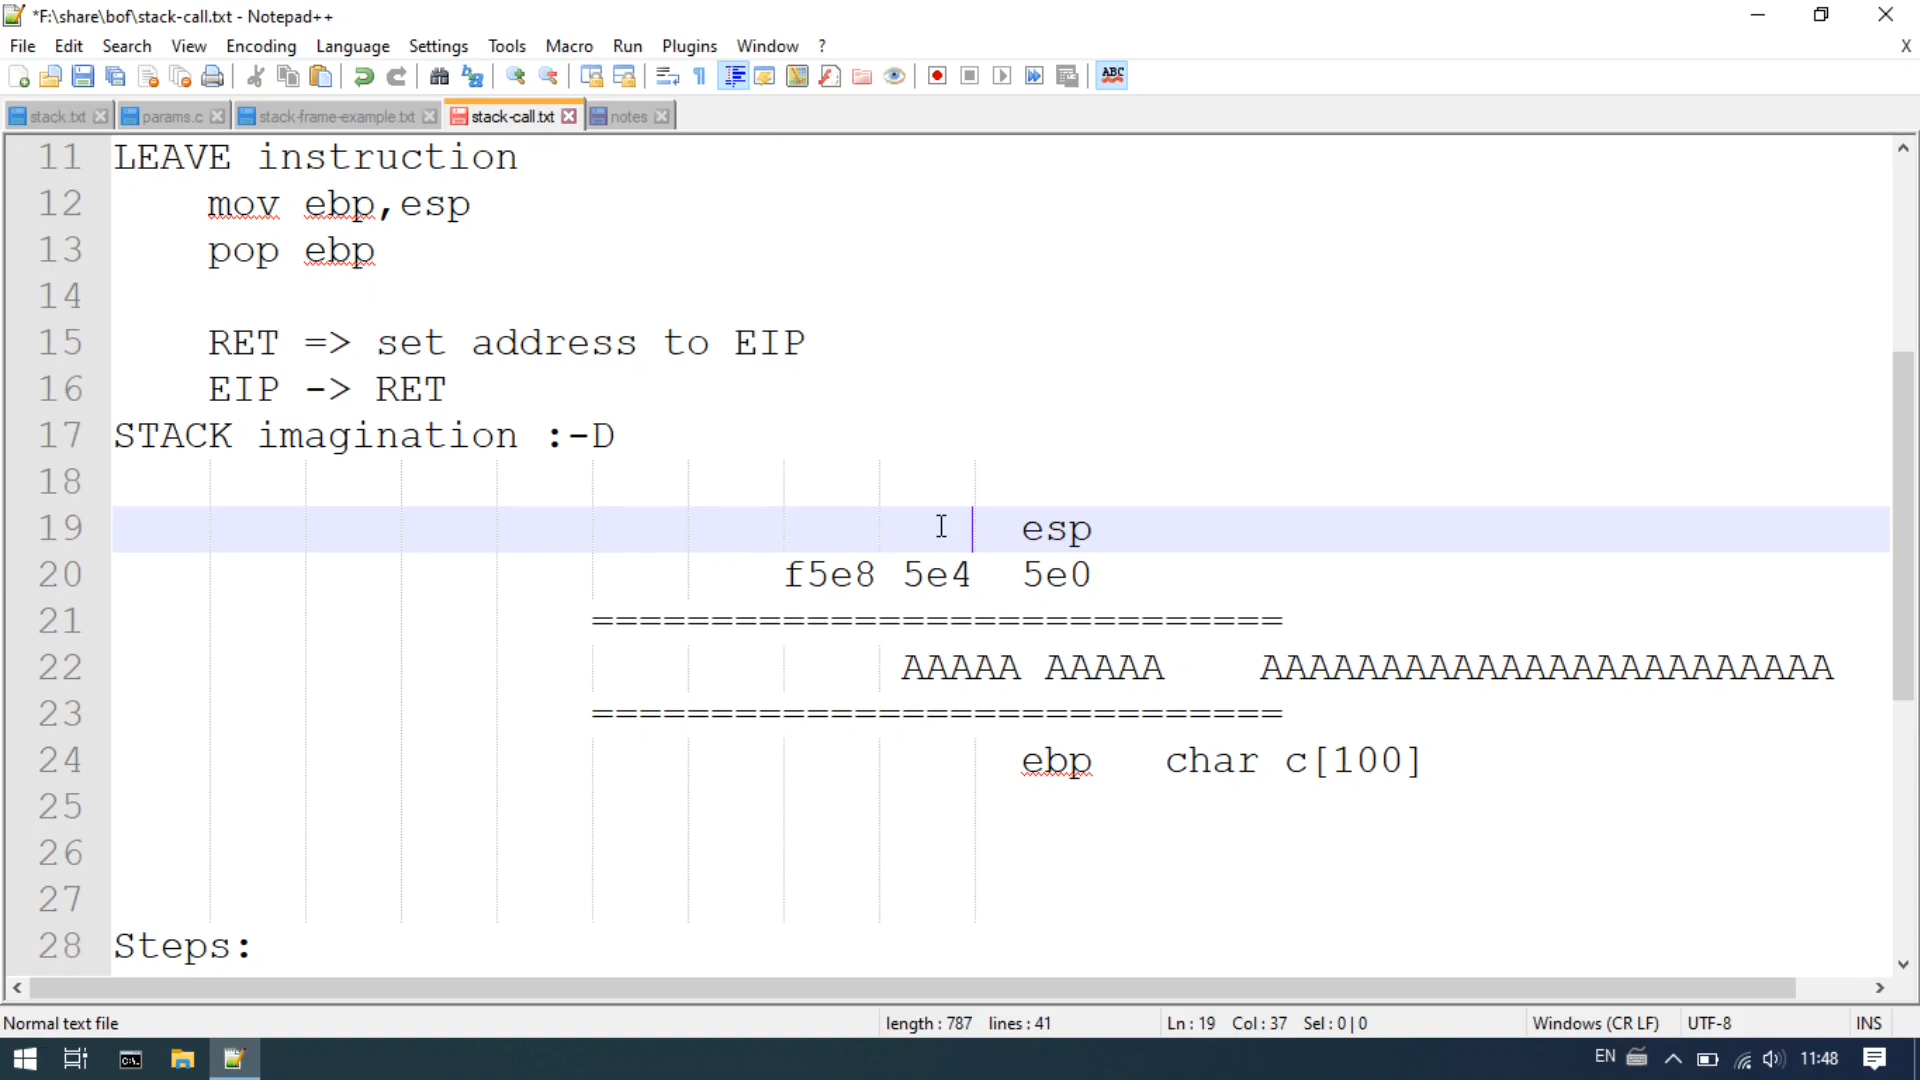 *F:\share\bof\stack-call.txt - Notepad++
File Edit Search View Encoding Language Settings Tools Macro Run Plugins Window ? X
ABC
stack.txt params.c stack-frame-example.txt stack-call.txt notes
11 LEAVE instruction
12 mov ebp,esp
13 pop ebp
14
15 RET => set address to EIP
16 EIP -> RET
17 STACK imagination :-D
18
19 esp
20 f5e8 5e4 5e0
21 =============================
22 AAAAA AAAAA AAAAAAAAAAAAAAAAAAAAAAAA
23 =============================
24 ebp char c[100]
25
26
27
28 Steps:
Normal text file length : 787 lines : 41 Ln : 19 Col : 37 Sel : 0 | 0 Windows (CR LF) UTF-8 INS
EN 11:48